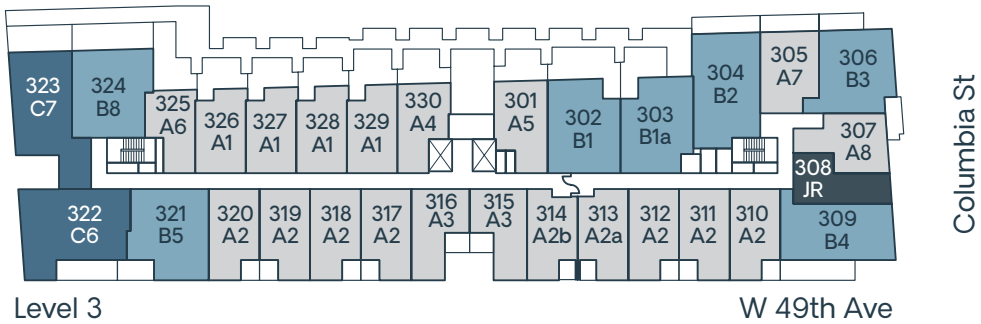 323
C7
324
B8
325
A6
326
A1
327
A1
328
A1
329
A1
330
A4
301
A5
302
B1
303
B1a
304
B2
305
A7
306
B3
307
A8
308
JR
322
C6
321
B5
320
A2
319
A2
318
A2
317
A2
316
A3
315
A3
314
A2b
313
A2a
312
A2
311
A2
310
A2
309
B4
Columbia St
Level 3
W 49th Ave